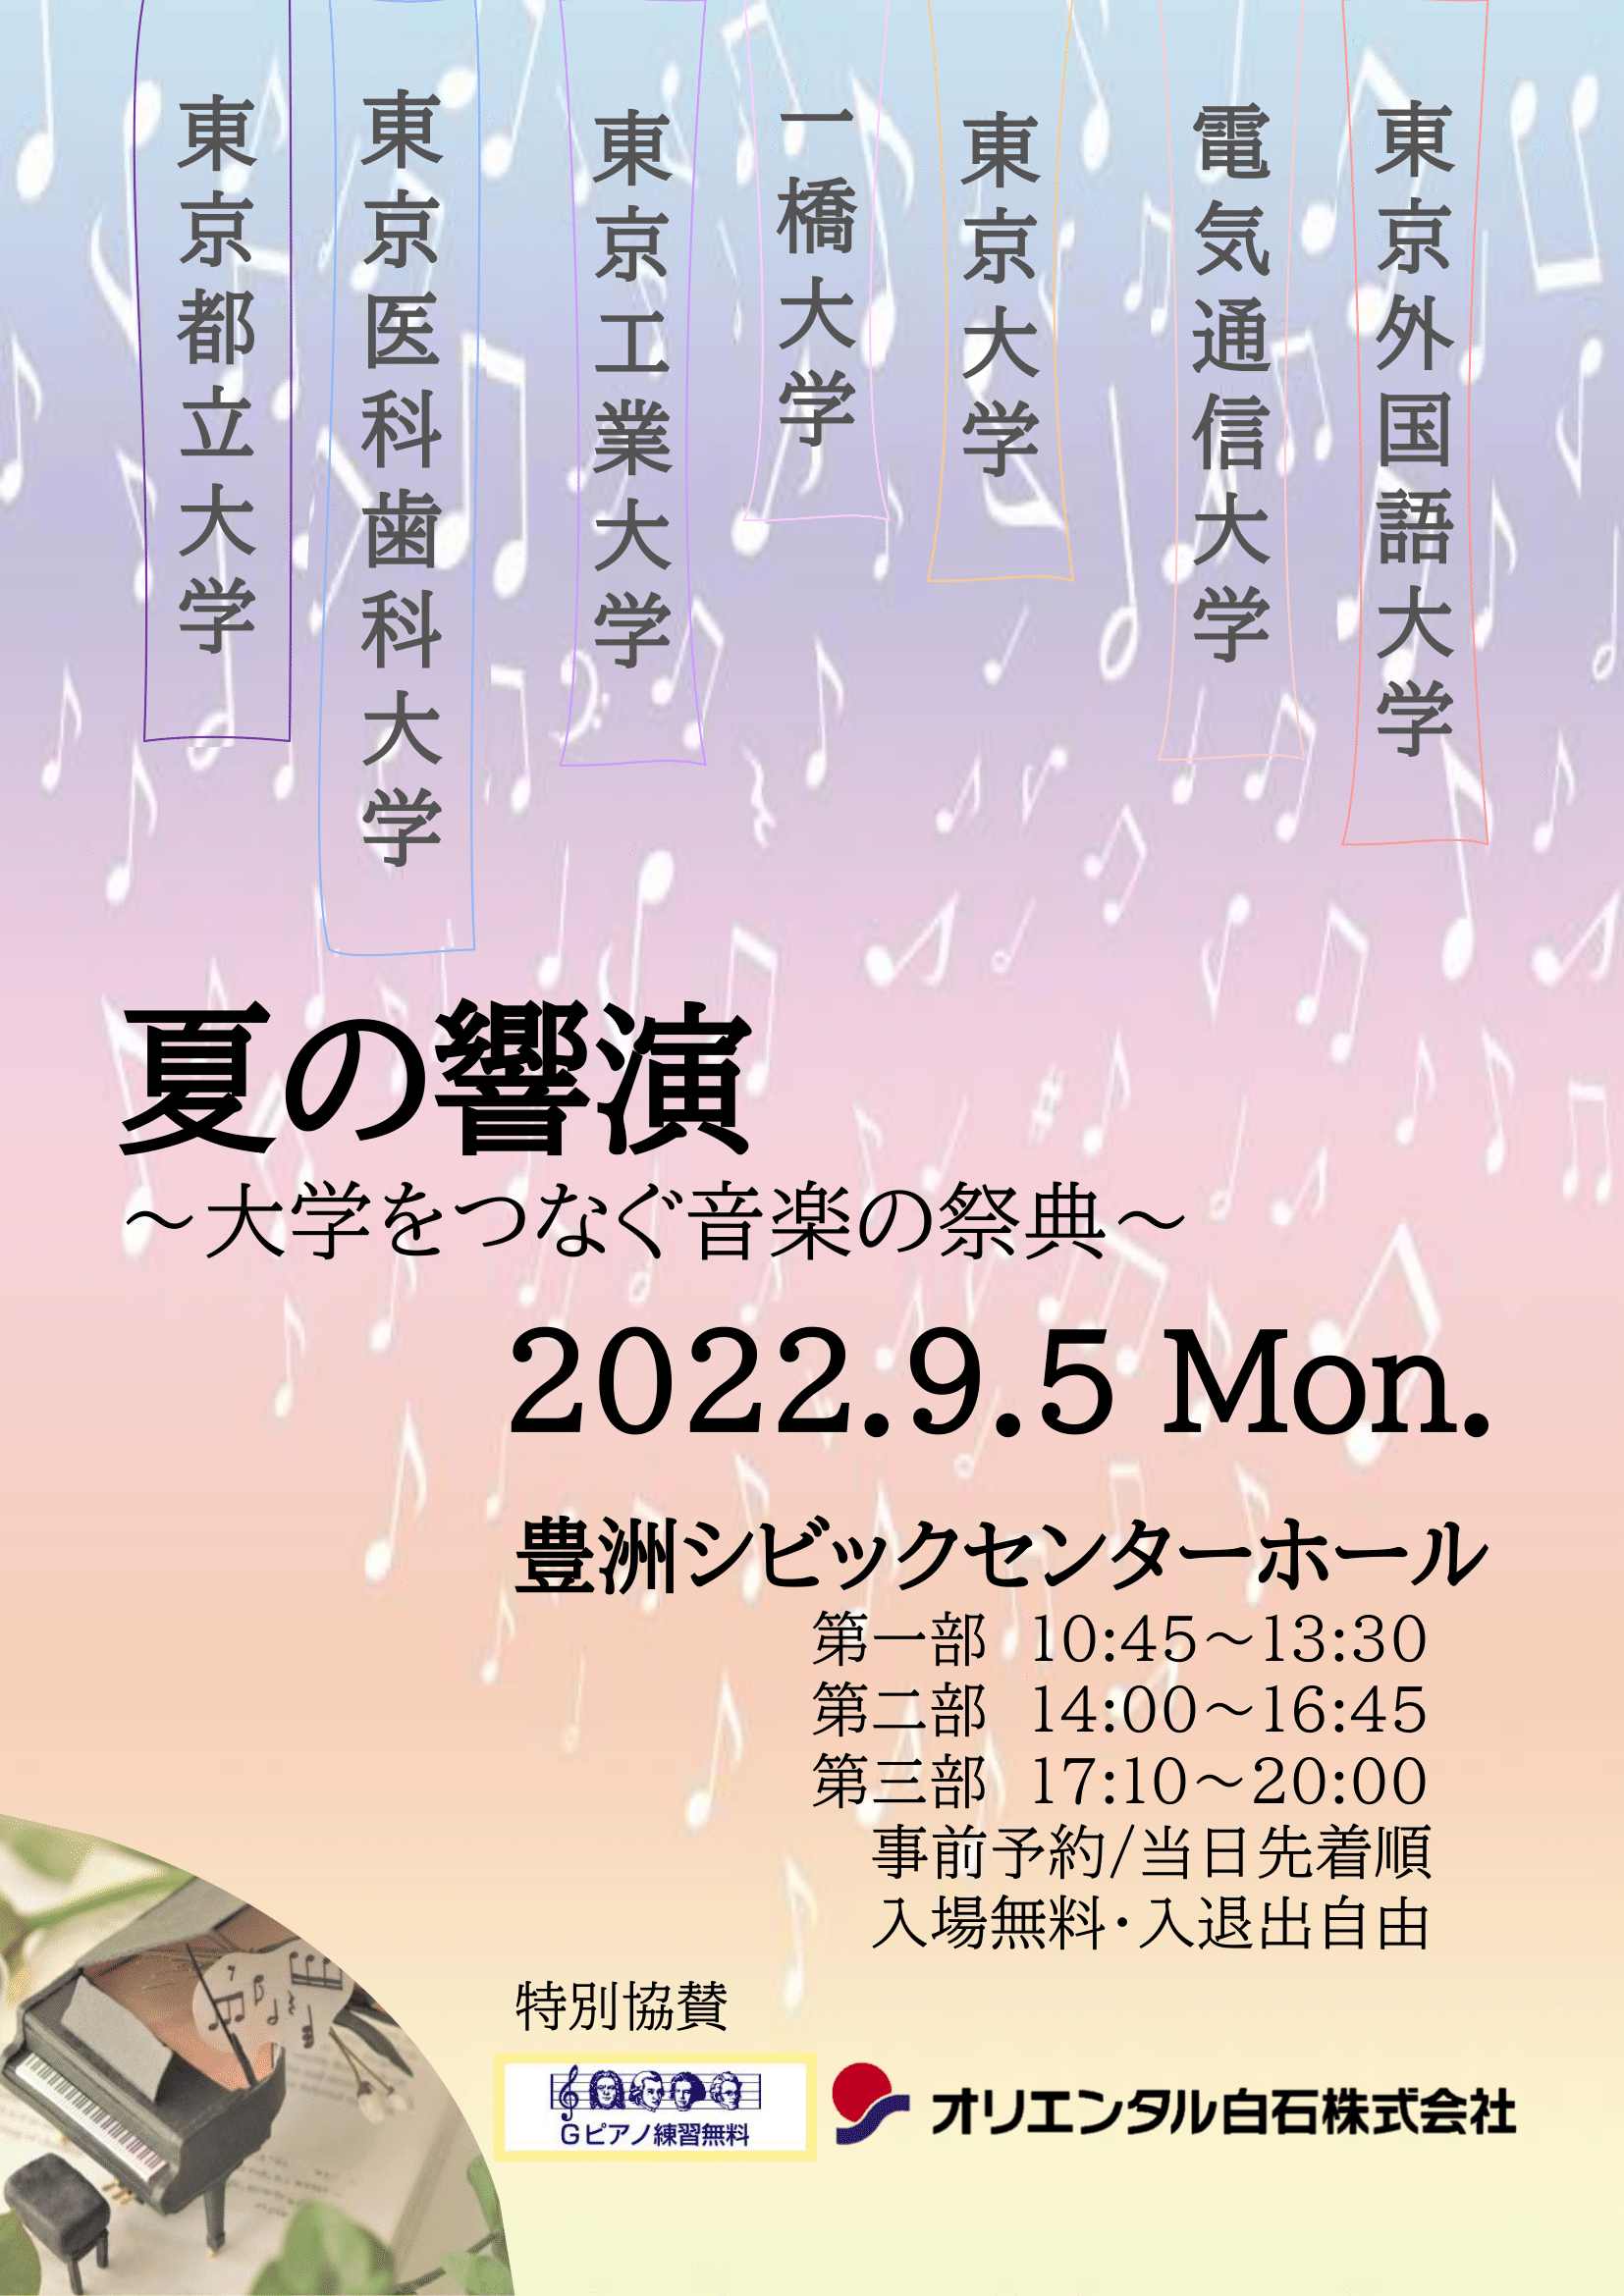 東京外国語大学
電気通信大学
東京大学
一橋大学
東京工業大学
東京医科歯科大学
東京都立大学
夏の響演
～大学をつなぐ音楽の祭典～
2022.9.5 Mon.
豊洲シビックセンターホール
第一部 10:45～13:30
第二部 14:00～16:45
第三部 17:10～20:00
事前予約/当日先着順
入場無料・入退出自由
特別協賛
Gピアノ練習無料
オリエンタル白石株式会社